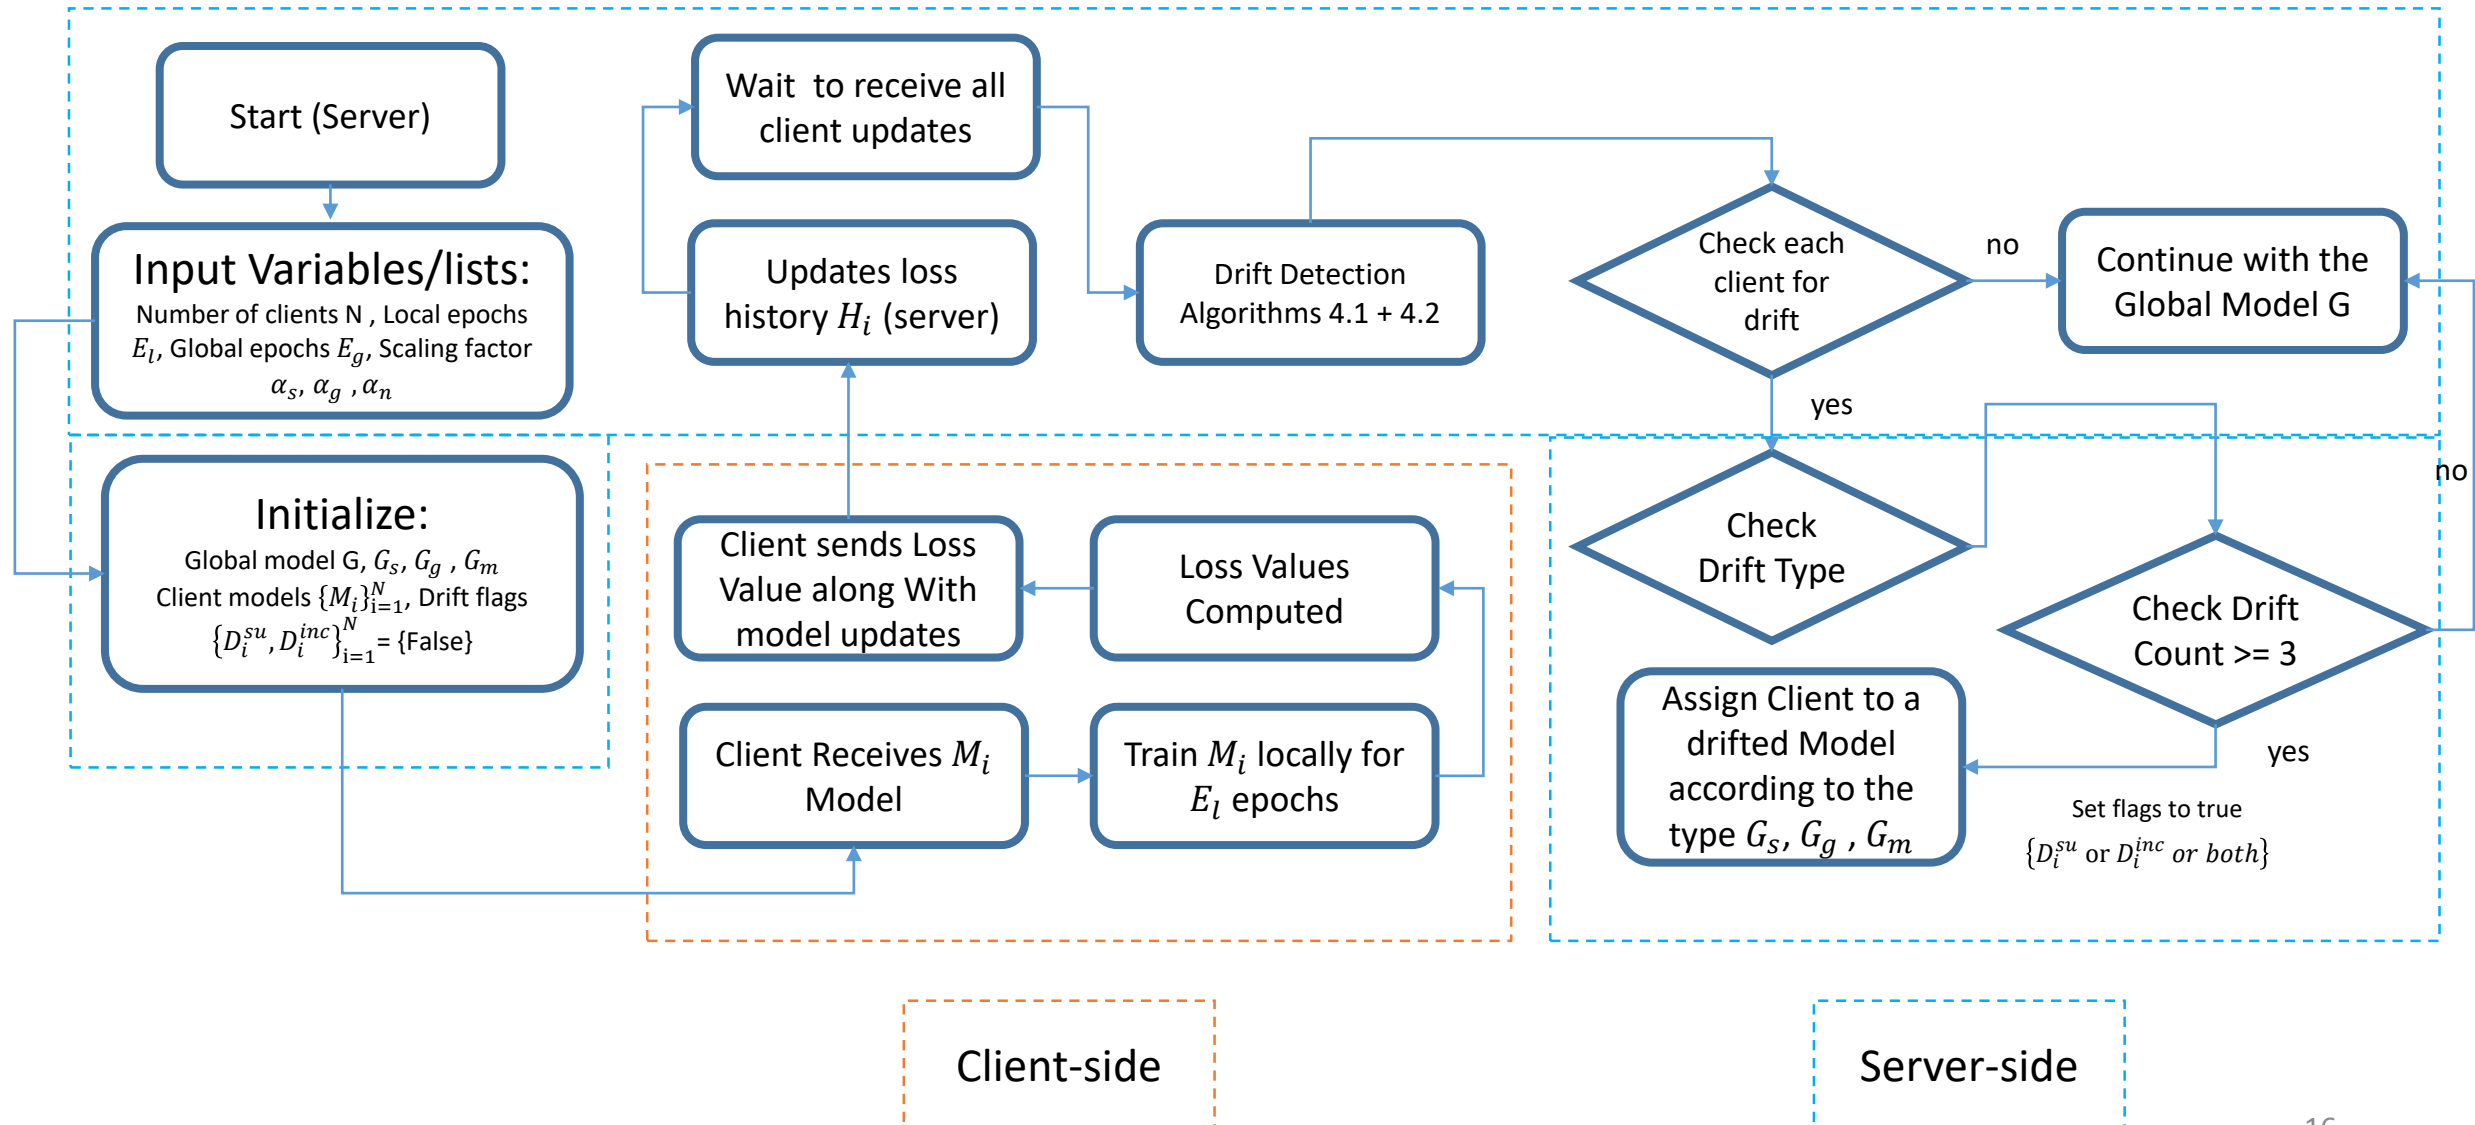 Start (Server)
Input Variables/lists:
Number of clients N , Local epochs
E_l, Global epochs E_g, Scaling factor
α_s, α_g , α_n
Initialize:
Global model G, G_s, G_g , G_m
Client models {M_i}_{i=1}^N, Drift flags
{D_i^{su}, D_i^{inc}}_{i=1}^N = {False}
Wait  to receive all
client updates
Updates loss
history H_i (server)
Client sends Loss
Value along With
model updates
Loss Values
Computed
Client Receives M_i
Model
Train M_i locally for
E_l epochs
Drift Detection
Algorithms 4.1 + 4.2
Check each
client for
drift
no
Continue with the
Global Model G
yes
Check
Drift Type
no
Check Drift
Count >= 3
yes
Assign Client to a
drifted Model
according to the
type G_s, G_g , G_m
Set flags to true
{D_i^{su} or D_i^{inc} or both}
Client-side
Server-side